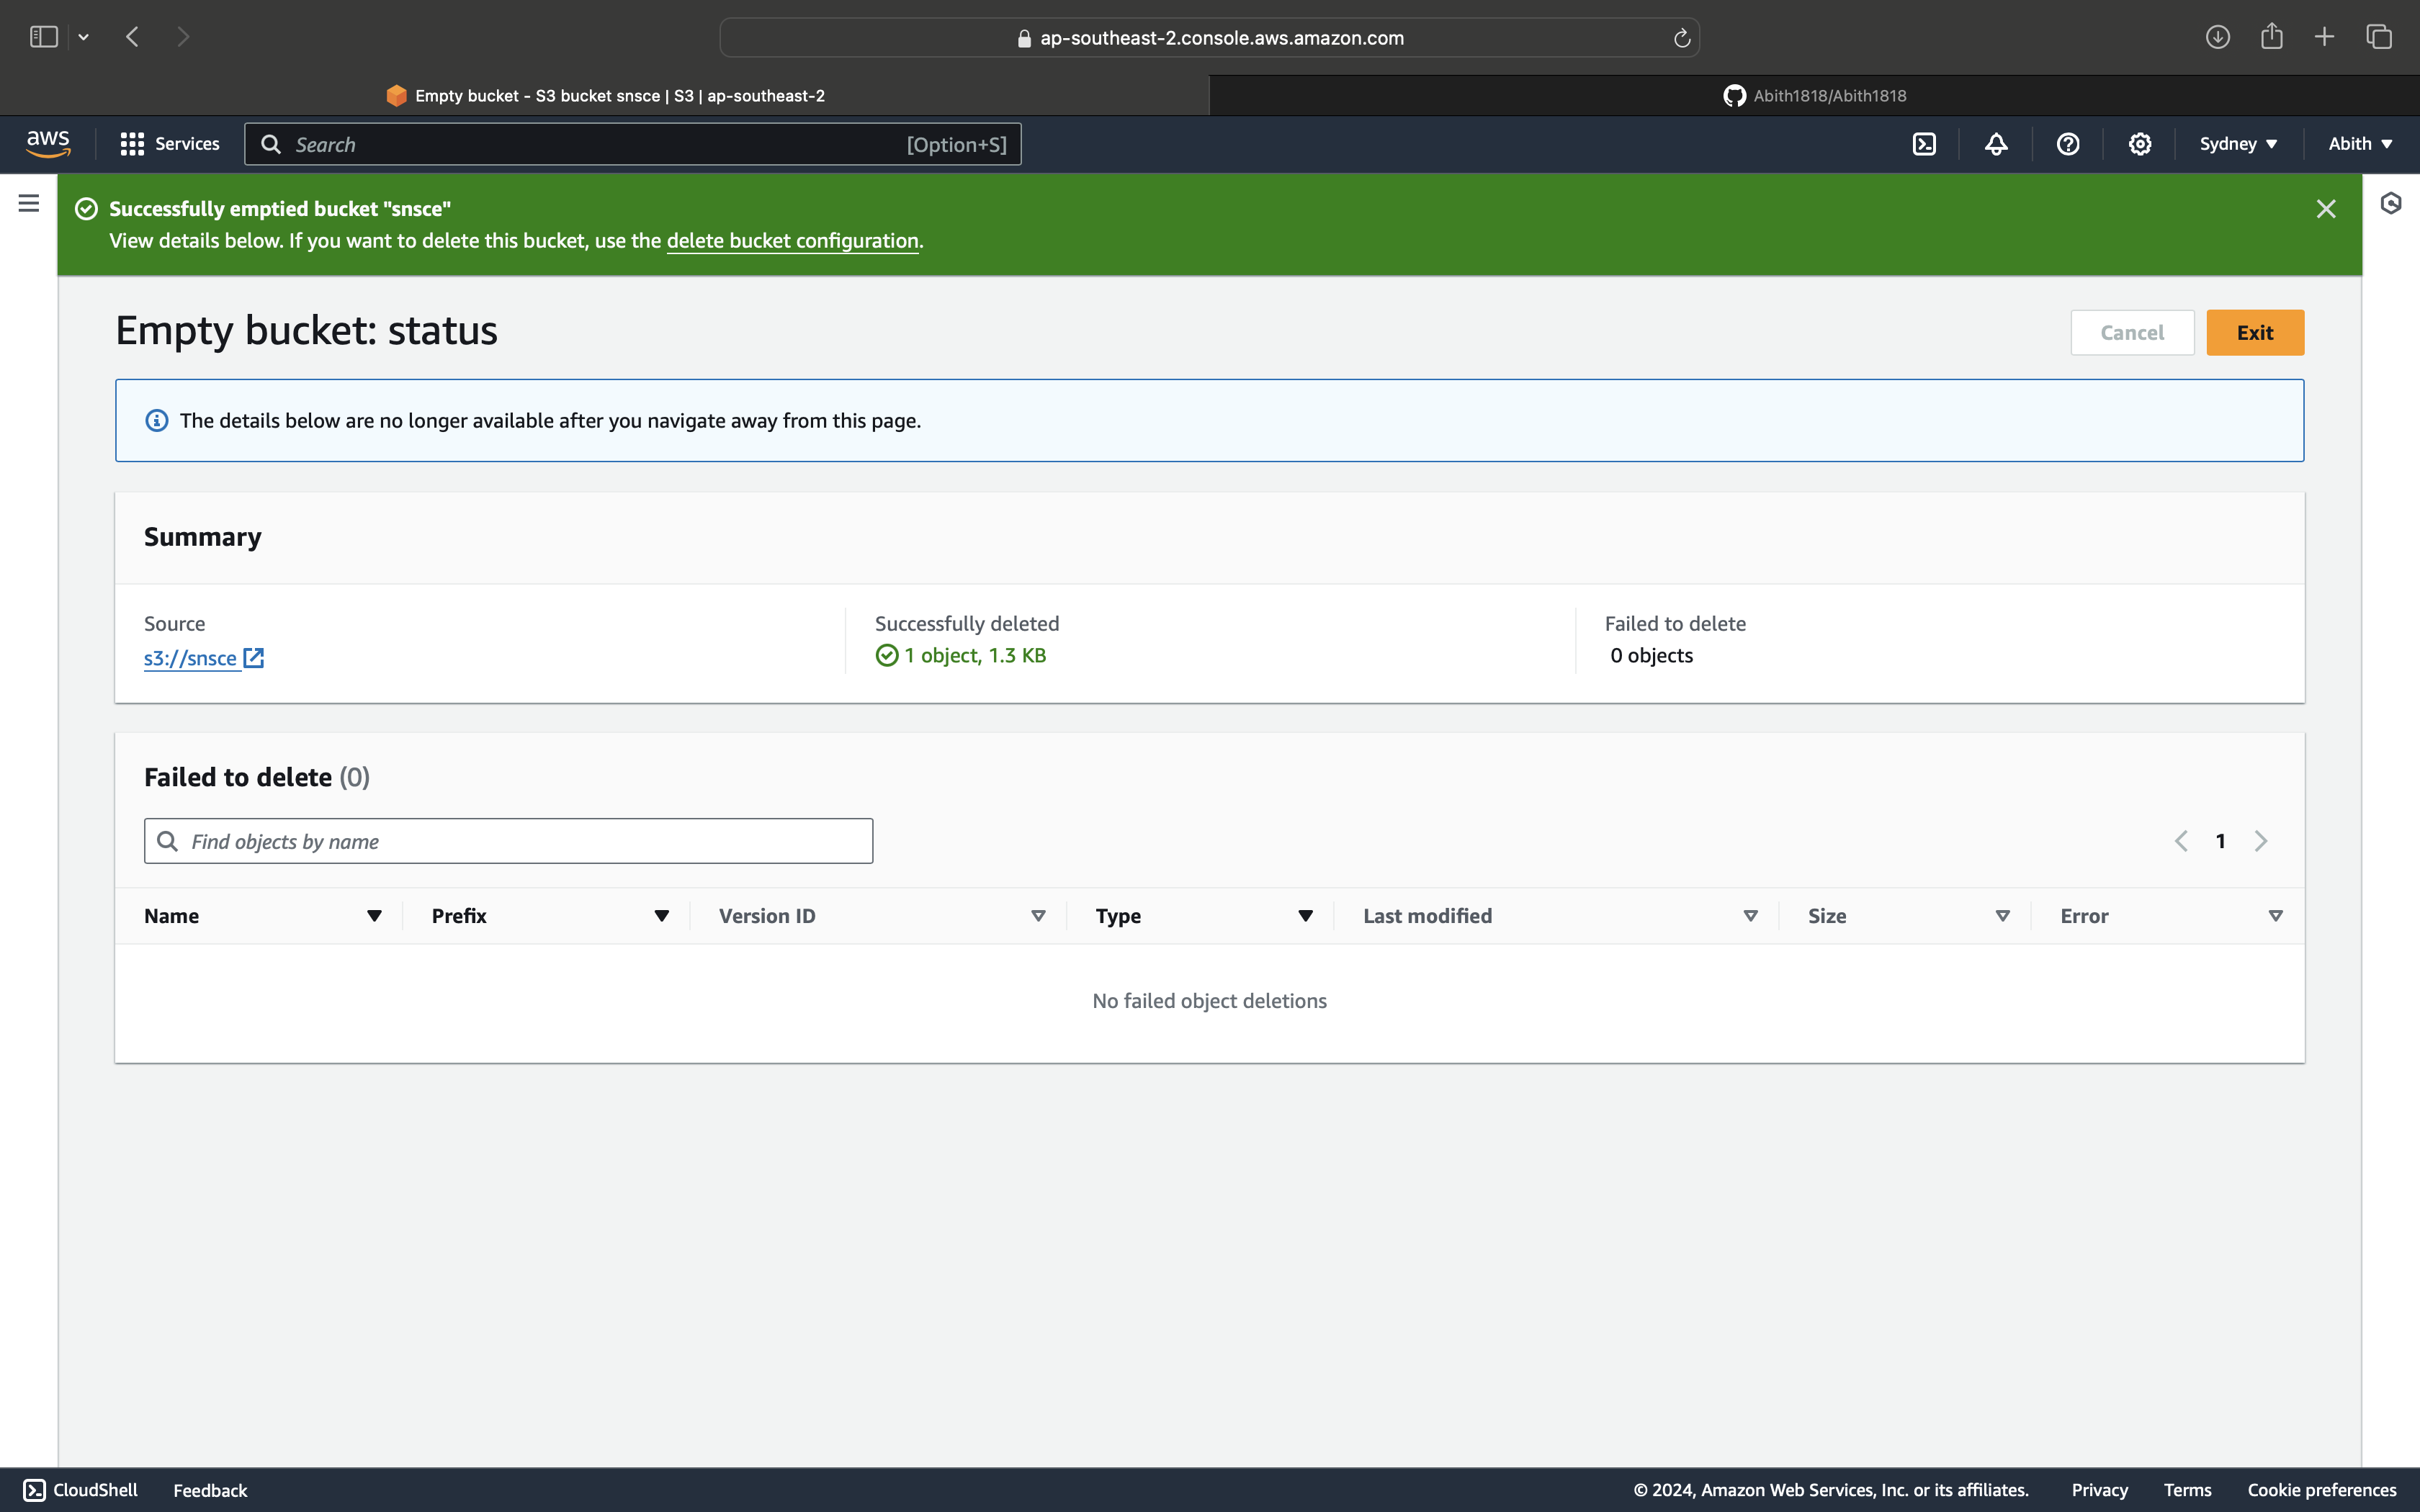 ap-southeast-2.console.aws.amazon.com
Empty bucket - S3 bucket snsce | S3 | ap-southeast-2
Abith1818/Abith1818
aws
Services
Search
[Option+S]
Sydney
Abith
Successfully emptied bucket "snsce"
View details below. If you want to delete this bucket, use the delete bucket configuration.
Empty bucket: status
Cancel
Exit
The details below are no longer available after you navigate away from this page.
Summary
Source
Successfully deleted
Failed to delete
s3://snsce
1 object, 1.3 KB
0 objects
Failed to delete (0)
Find objects by name
1
Name
Prefix
Version ID
Type
Last modified
Size
Error
No failed object deletions
CloudShell
Feedback
© 2024, Amazon Web Services, Inc. or its affiliates.
Privacy
Terms
Cookie preferences